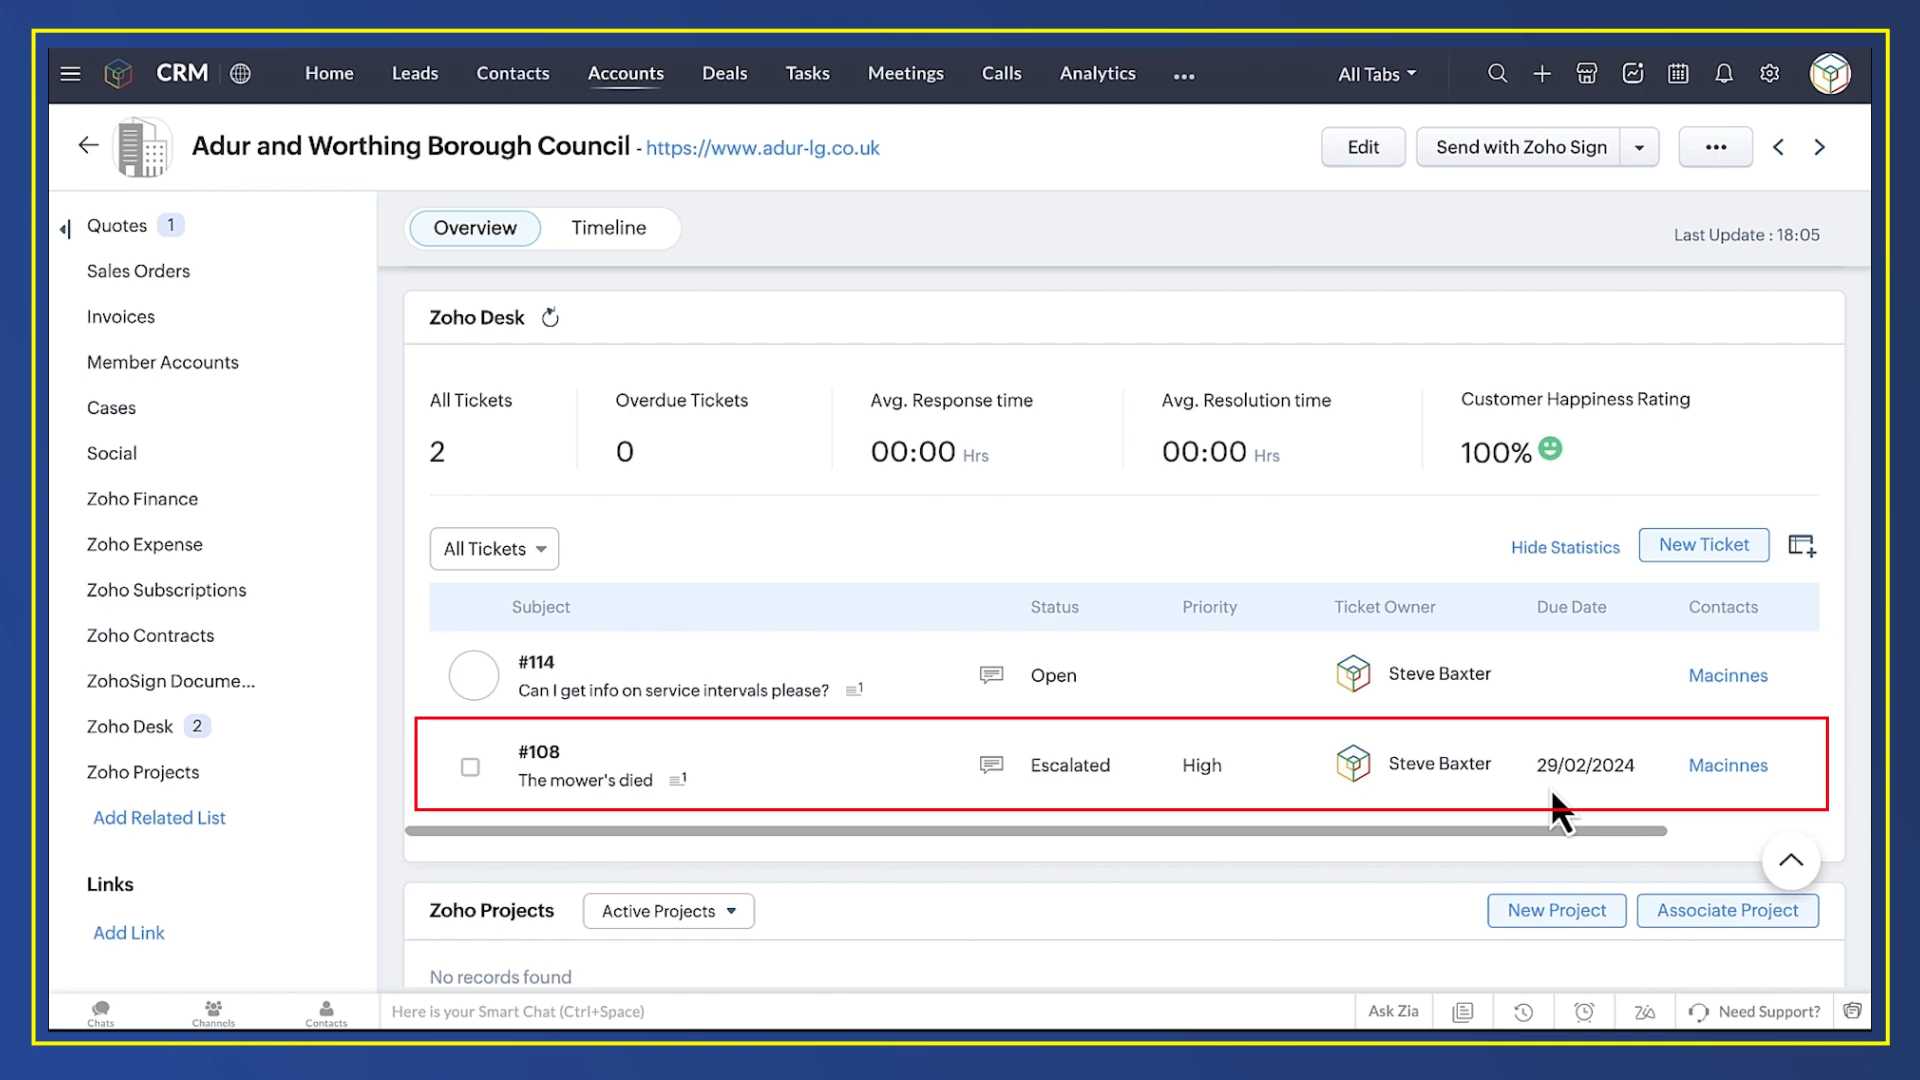 CRM Home Leads Contacts Accounts Deals Tasks Meetings Calls Analytics ... All Tabs
Adur and Worthing Borough Council - https://www.adur-lg.co.uk Edit Send with Zoho Sign ...
Quotes 1
Sales Orders
Invoices
Member Accounts
Cases
Social
Zoho Finance
Zoho Expense
Zoho Subscriptions
Zoho Contracts
ZohoSign Docume...
Zoho Desk 2
Zoho Projects
Add Related List
Links
Add Link
Overview Timeline
Last Update : 18:05
Zoho Desk
All Tickets Overdue Tickets Avg. Response time Avg. Resolution time Customer Happiness Rating
2 0 00:00 Hrs 00:00 Hrs 100%
All Tickets Hide Statistics New Ticket
Subject Status Priority Ticket Owner Due Date Contacts
#114
Can I get info on service intervals please? 1 Open Steve Baxter Macinnes
#108
The mower's died 1 Escalated High Steve Baxter 29/02/2024 Macinnes
Zoho Projects Active Projects New Project Associate Project
No records found
Chats Channels Contacts Here is your Smart Chat (Ctrl+Space) Ask Zia Need Support?